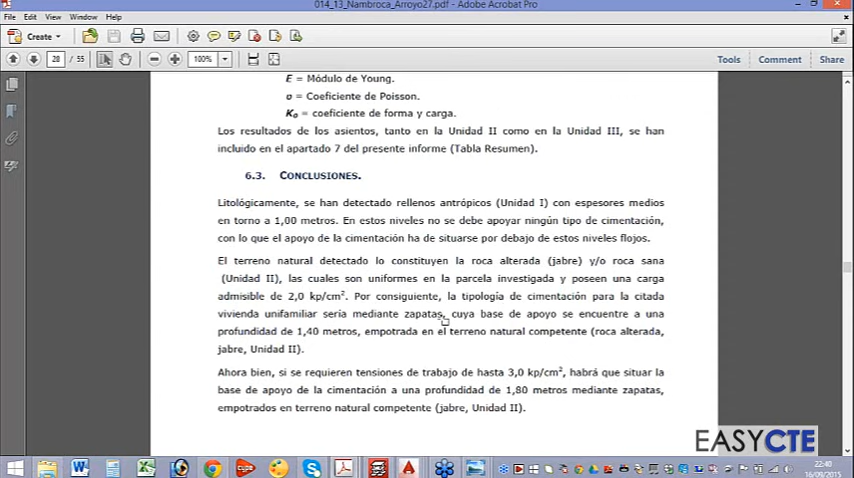 014_13_Nambroca_Arroyo27.pdf - Adobe Acrobat Pro
File Edit View Window Help
Create
28 / 55
100%
Tools Comment Share
E = Módulo de Young.
υ = Coeficiente de Poisson.
K₀ = coeficiente de forma y carga.
Los resultados de los asientos, tanto en la Unidad II como en la Unidad III, se han
incluido en el apartado 7 del presente informe (Tabla Resumen).
6.3. CONCLUSIONES.
Litológicamente, se han detectado rellenos antrópicos (Unidad I) con espesores medios
en torno a 1,00 metros. En estos niveles no se debe apoyar ningún tipo de cimentación,
con lo que el apoyo de la cimentación ha de situarse por debajo de estos niveles flojos.
El terreno natural detectado lo constituyen la roca alterada (jabre) y/o roca sana
(Unidad II), las cuales son uniformes en la parcela investigada y poseen una carga
admisible de 2,0 kp/cm². Por consiguiente, la tipología de cimentación para la citada
vivienda unifamiliar sería mediante zapatas, cuya base de apoyo se encuentre a una
profundidad de 1,40 metros, empotrada en el terreno natural competente (roca alterada,
jabre, Unidad II).
Ahora bien, si se requieren tensiones de trabajo de hasta 3,0 kp/cm², habrá que situar la
base de apoyo de la cimentación a una profundidad de 1,80 metros mediante zapatas,
empotrados en terreno natural competente (jabre, Unidad II).
EASYCTE
22:40
16/09/2015